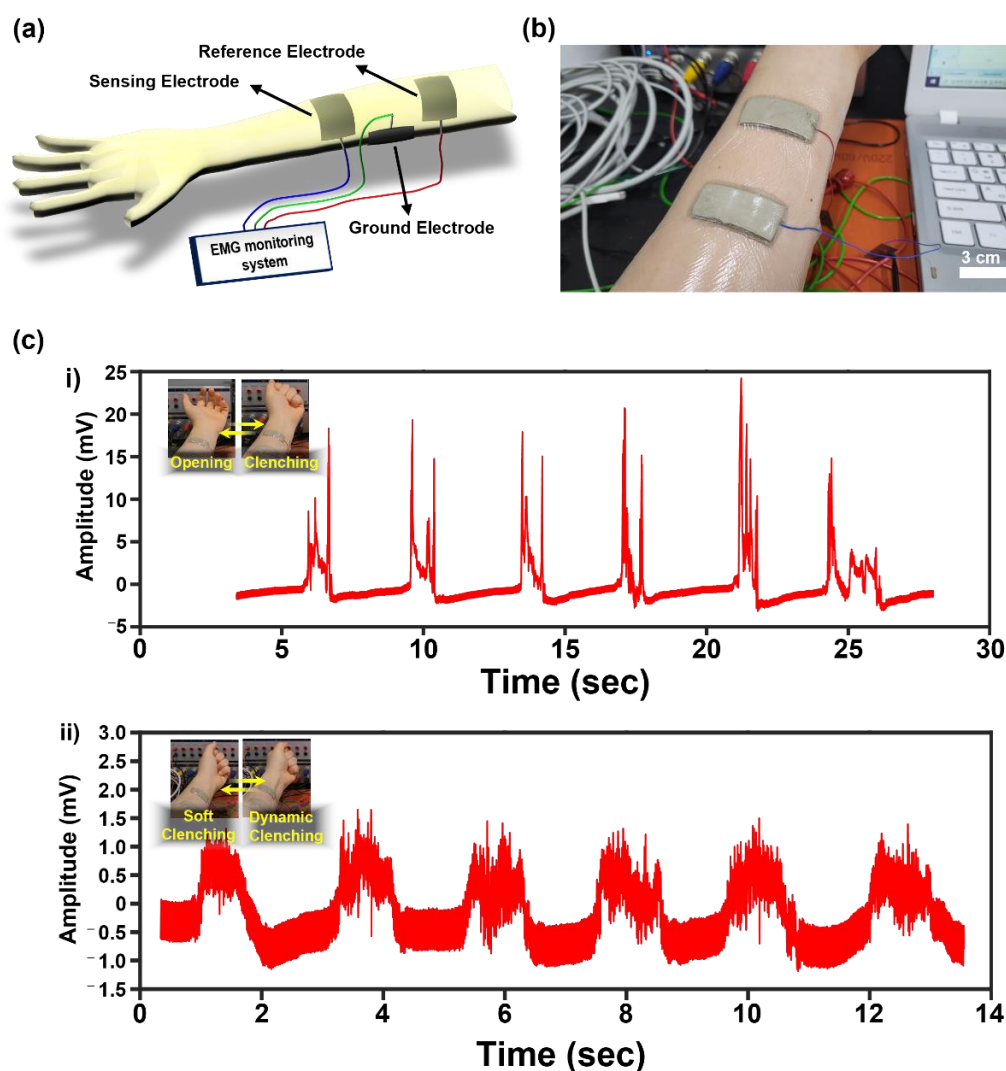 (a)
Reference Electrode
Sensing Electrode
Ground Electrode
EMG monitoring
system
(b)
3 cm
(c)
i)
25
20
15
10
5
0
−5
Amplitude (mV)
Opening
Clenching
0
5
10
15
20
25
30
Time (sec)
ii)
3.0
2.5
2.0
1.5
1.0
0.5
0
−0.5
−1.0
−1.5
Amplitude (mV)
Soft
Clenching
Dynamic
Clenching
0
2
4
6
8
10
12
14
Time (sec)